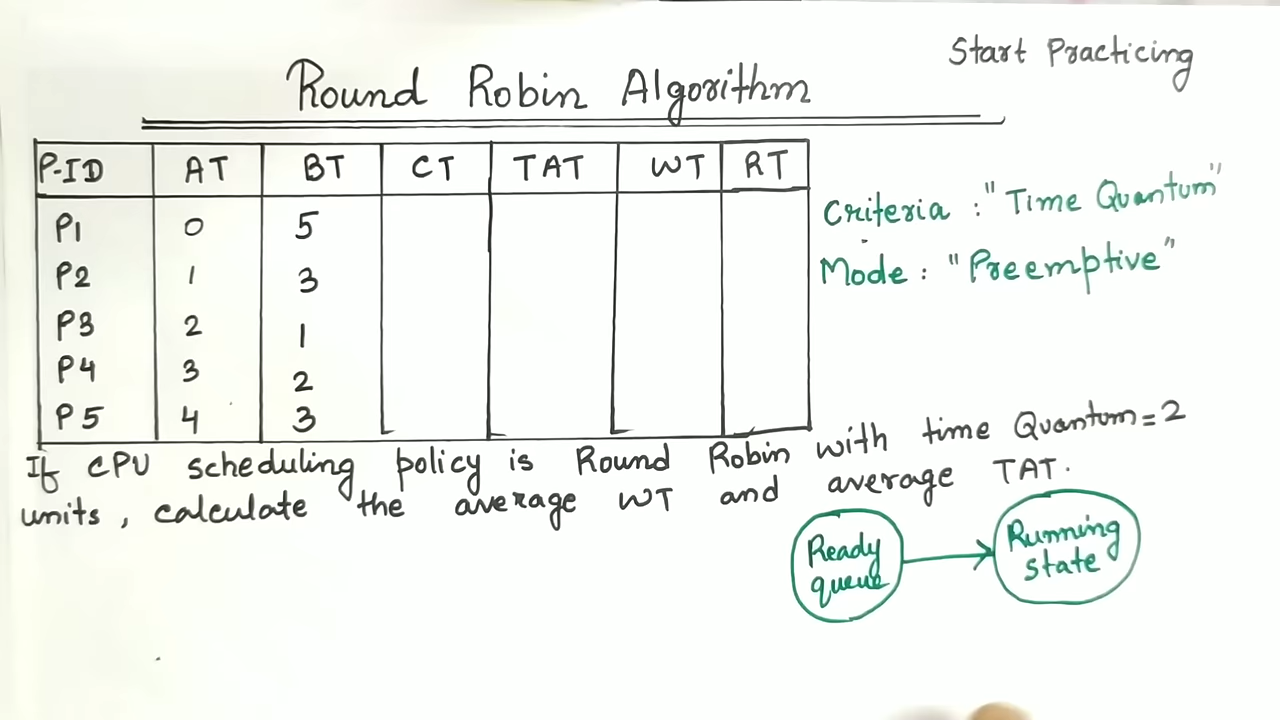 Start Practicing
Round Robin Algorithm
P-ID AT BT CT TAT WT RT
P1 0 5
P2 1 3
P3 2 1
P4 3 2
P5 4 3
Criteria : "Time Quantum"
Mode : "Preemptive"
If CPU scheduling policy is Round Robin with time Quantum=2
units, calculate the average WT and average TAT.
Ready
queue
Running
state